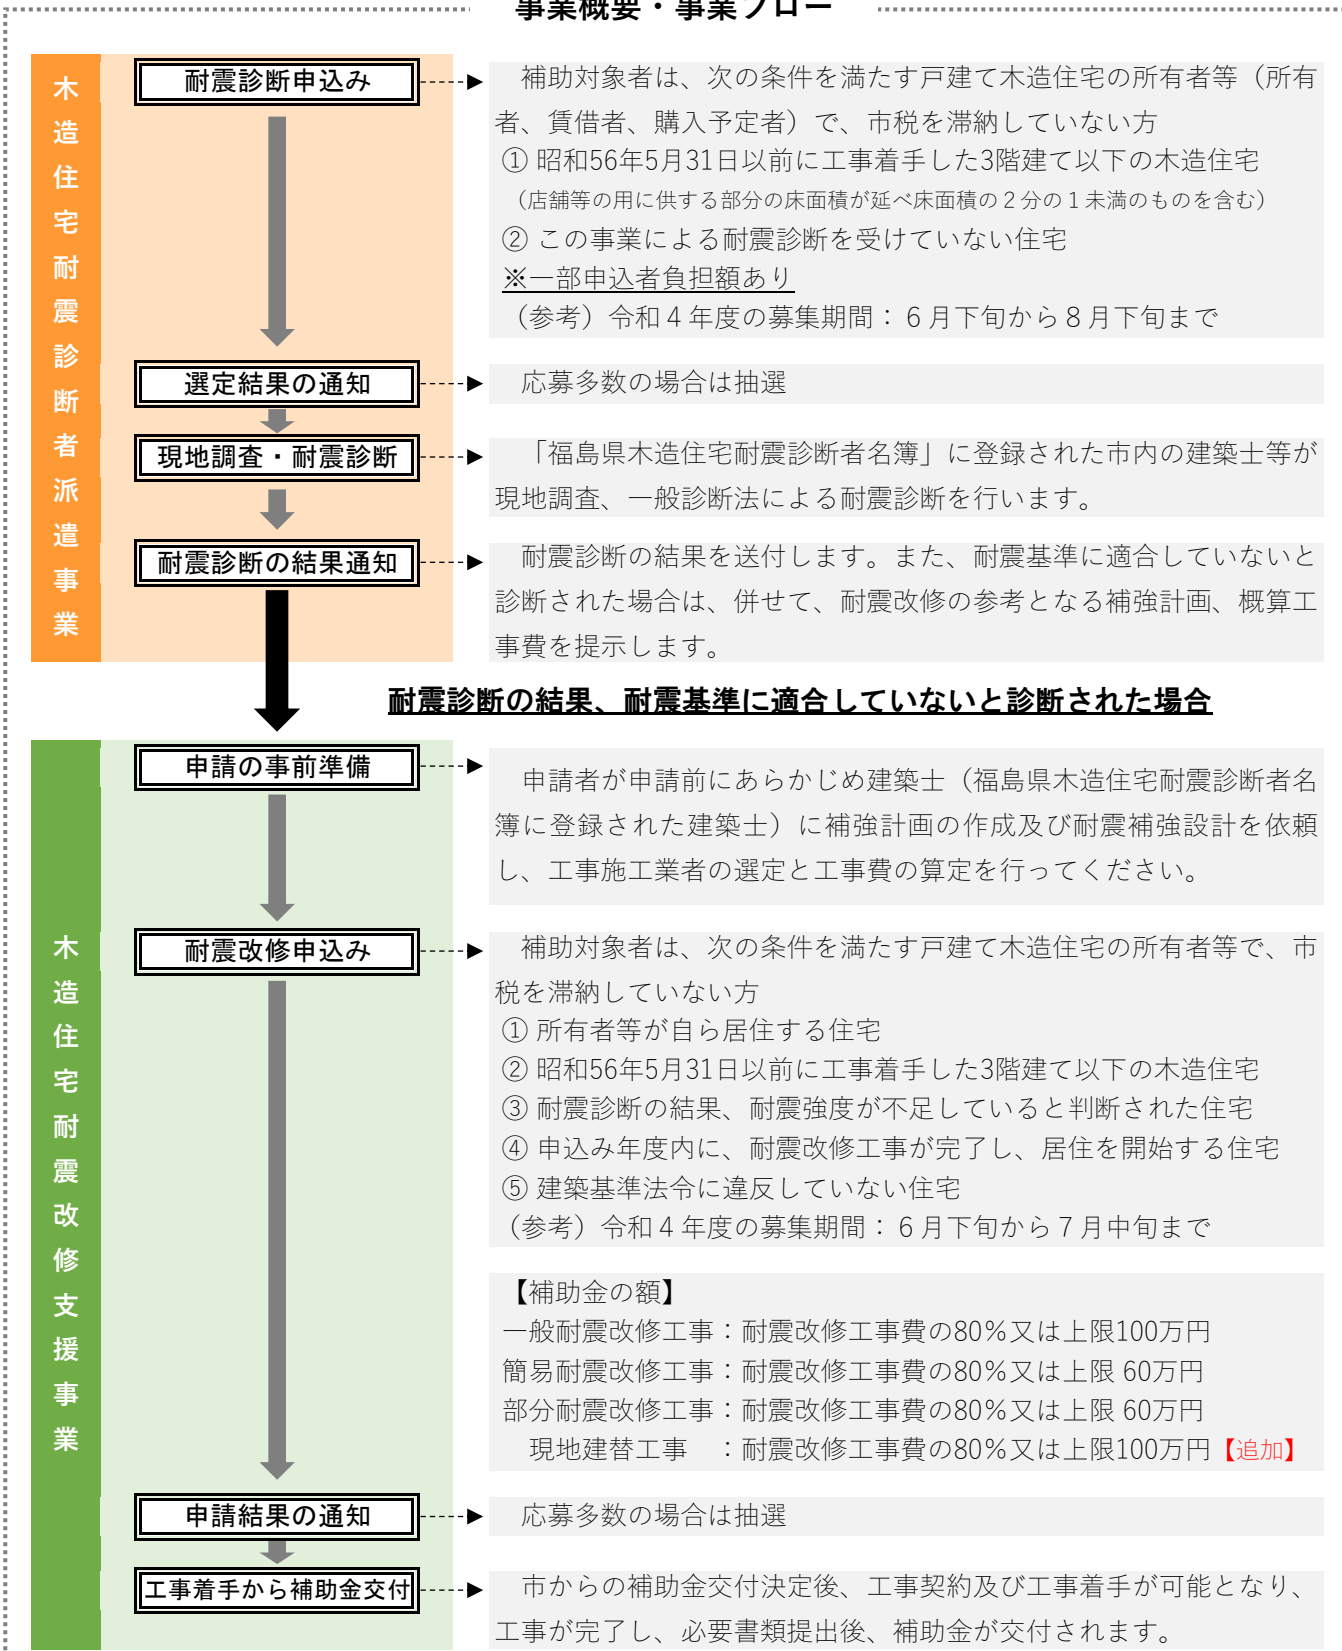 事業概要・事業フロー
木造住宅耐震診断者派遣事業
耐震診断申込み
補助対象者は、次の条件を満たす戸建て木造住宅の所有者等（所有
者、賃借者、購入予定者）で、市税を滞納していない方
① 昭和56年5月31日以前に工事着手した3階建て以下の木造住宅
（店舗等の用に供する部分の床面積が延べ床面積の２分の１未満のものを含む）
② この事業による耐震診断を受けていない住宅
※一部申込者負担額あり
（参考）令和４年度の募集期間：６月下旬から８月下旬まで
選定結果の通知
応募多数の場合は抽選
現地調査・耐震診断
「福島県木造住宅耐震診断者名簿」に登録された市内の建築士等が
現地調査、一般診断法による耐震診断を行います。
耐震診断の結果通知
耐震診断の結果を送付します。また、耐震基準に適合していないと
診断された場合は、併せて、耐震改修の参考となる補強計画、概算工
事費を提示します。
耐震診断の結果、耐震基準に適合していないと診断された場合
木造住宅耐震改修支援事業
申請の事前準備
申請者が申請前にあらかじめ建築士（福島県木造住宅耐震診断者名
簿に登録された建築士）に補強計画の作成及び耐震補強設計を依頼
し、工事施工業者の選定と工事費の算定を行ってください。
耐震改修申込み
補助対象者は、次の条件を満たす戸建て木造住宅の所有者等で、市
税を滞納していない方
① 所有者等が自ら居住する住宅
② 昭和56年5月31日以前に工事着手した3階建て以下の木造住宅
③ 耐震診断の結果、耐震強度が不足していると判断された住宅
④ 申込み年度内に、耐震改修工事が完了し、居住を開始する住宅
⑤ 建築基準法令に違反していない住宅
（参考）令和４年度の募集期間：６月下旬から７月中旬まで
【補助金の額】
一般耐震改修工事：耐震改修工事費の80％又は上限100万円
簡易耐震改修工事：耐震改修工事費の80％又は上限 60万円
部分耐震改修工事：耐震改修工事費の80％又は上限 60万円
現地建替工事　：耐震改修工事費の80％又は上限100万円【追加】
申請結果の通知
応募多数の場合は抽選
工事着手から補助金交付
市からの補助金交付決定後、工事契約及び工事着手が可能となり、
工事が完了し、必要書類提出後、補助金が交付されます。